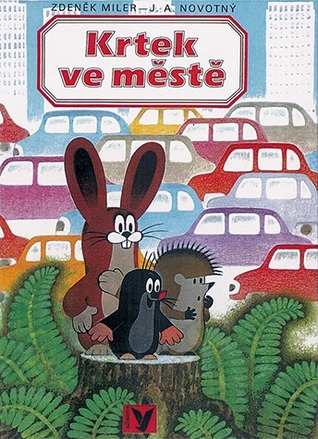 ZDENĚK MILER—J. A. NOVOTNÝ
Krtek
ve městě